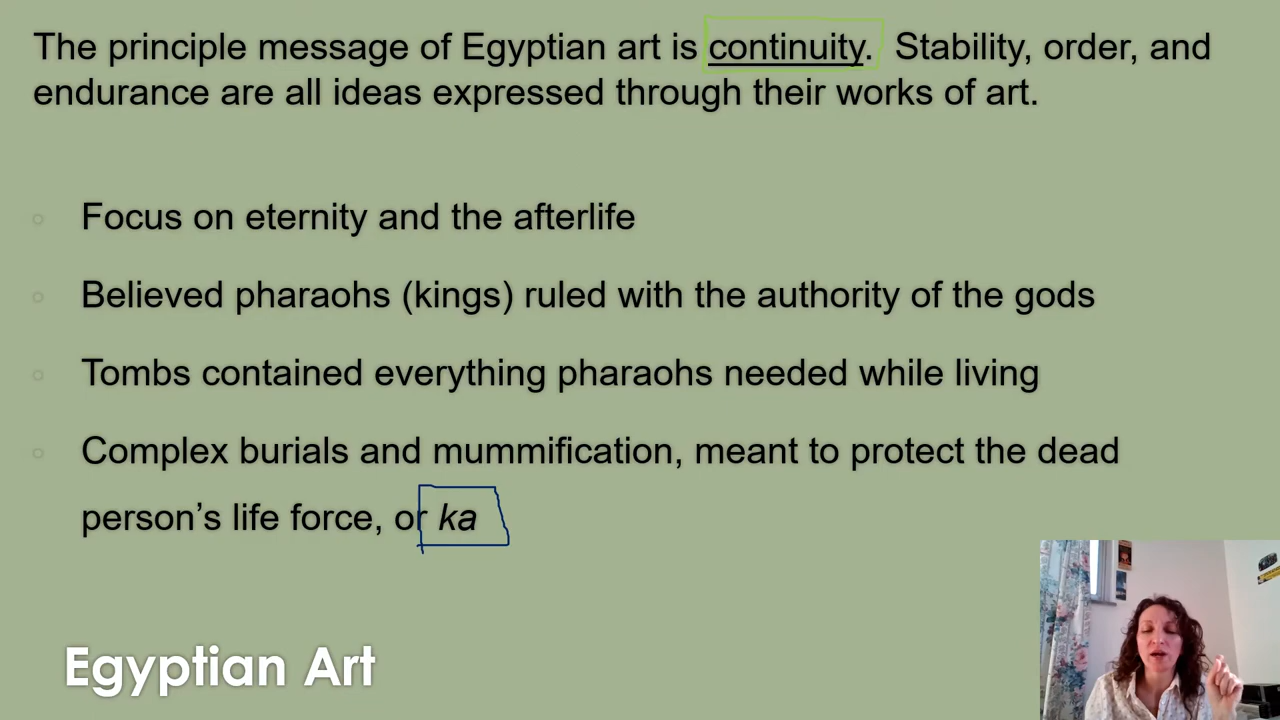 The principle message of Egyptian art is continuity. Stability, order, and
endurance are all ideas expressed through their works of art.
Focus on eternity and the afterlife
Believed pharaohs (kings) ruled with the authority of the gods
Tombs contained everything pharaohs needed while living
Complex burials and mummification, meant to protect the dead
person’s life force, or ka
Egyptian Art